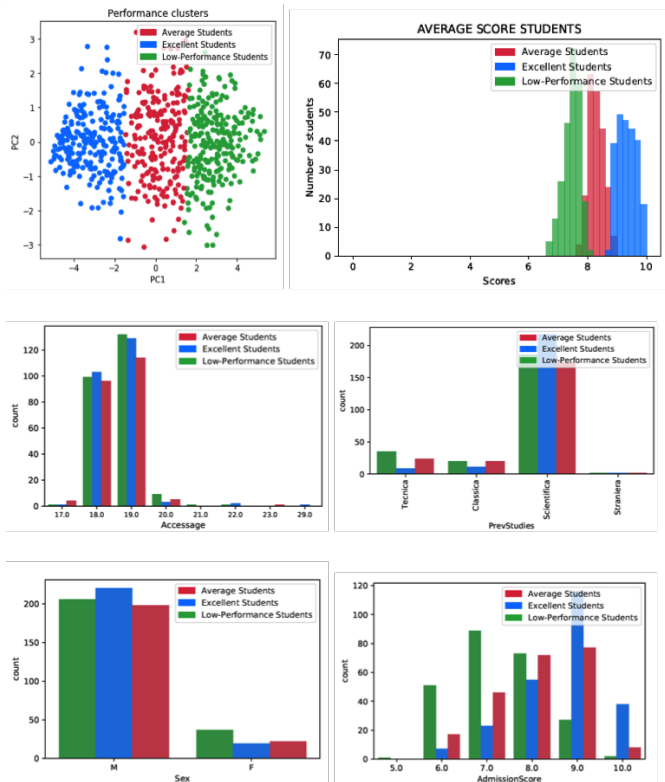 Performance clusters
Average Students
Excellent Students
Low-Performance Students
PC2
3
2
1
0
−1
−2
−3
−4
−2
0
2
4
PC1
AVERAGE SCORE STUDENTS
Average Students
Excellent Students
Low-Performance Students
Number of students
70
60
50
40
30
20
10
0
0
2
4
6
8
10
Scores
Average Students
Excellent Students
Low-Performance Students
count
120
100
80
60
40
20
0
17.0
18.0
19.0
20.0
21.0
22.0
23.0
29.0
Accessage
Average Students
Excellent Students
Low-Performance Students
count
200
150
100
50
0
Tecnica
Classica
Scientifica
Straniera
PrevStudies
Average Students
Excellent Students
Low-Performance Students
count
200
150
100
50
0
M
F
Sex
Average Students
Excellent Students
Low-Performance Students
count
120
100
80
60
40
20
0
5.0
6.0
7.0
8.0
9.0
10.0
AdmissionScore